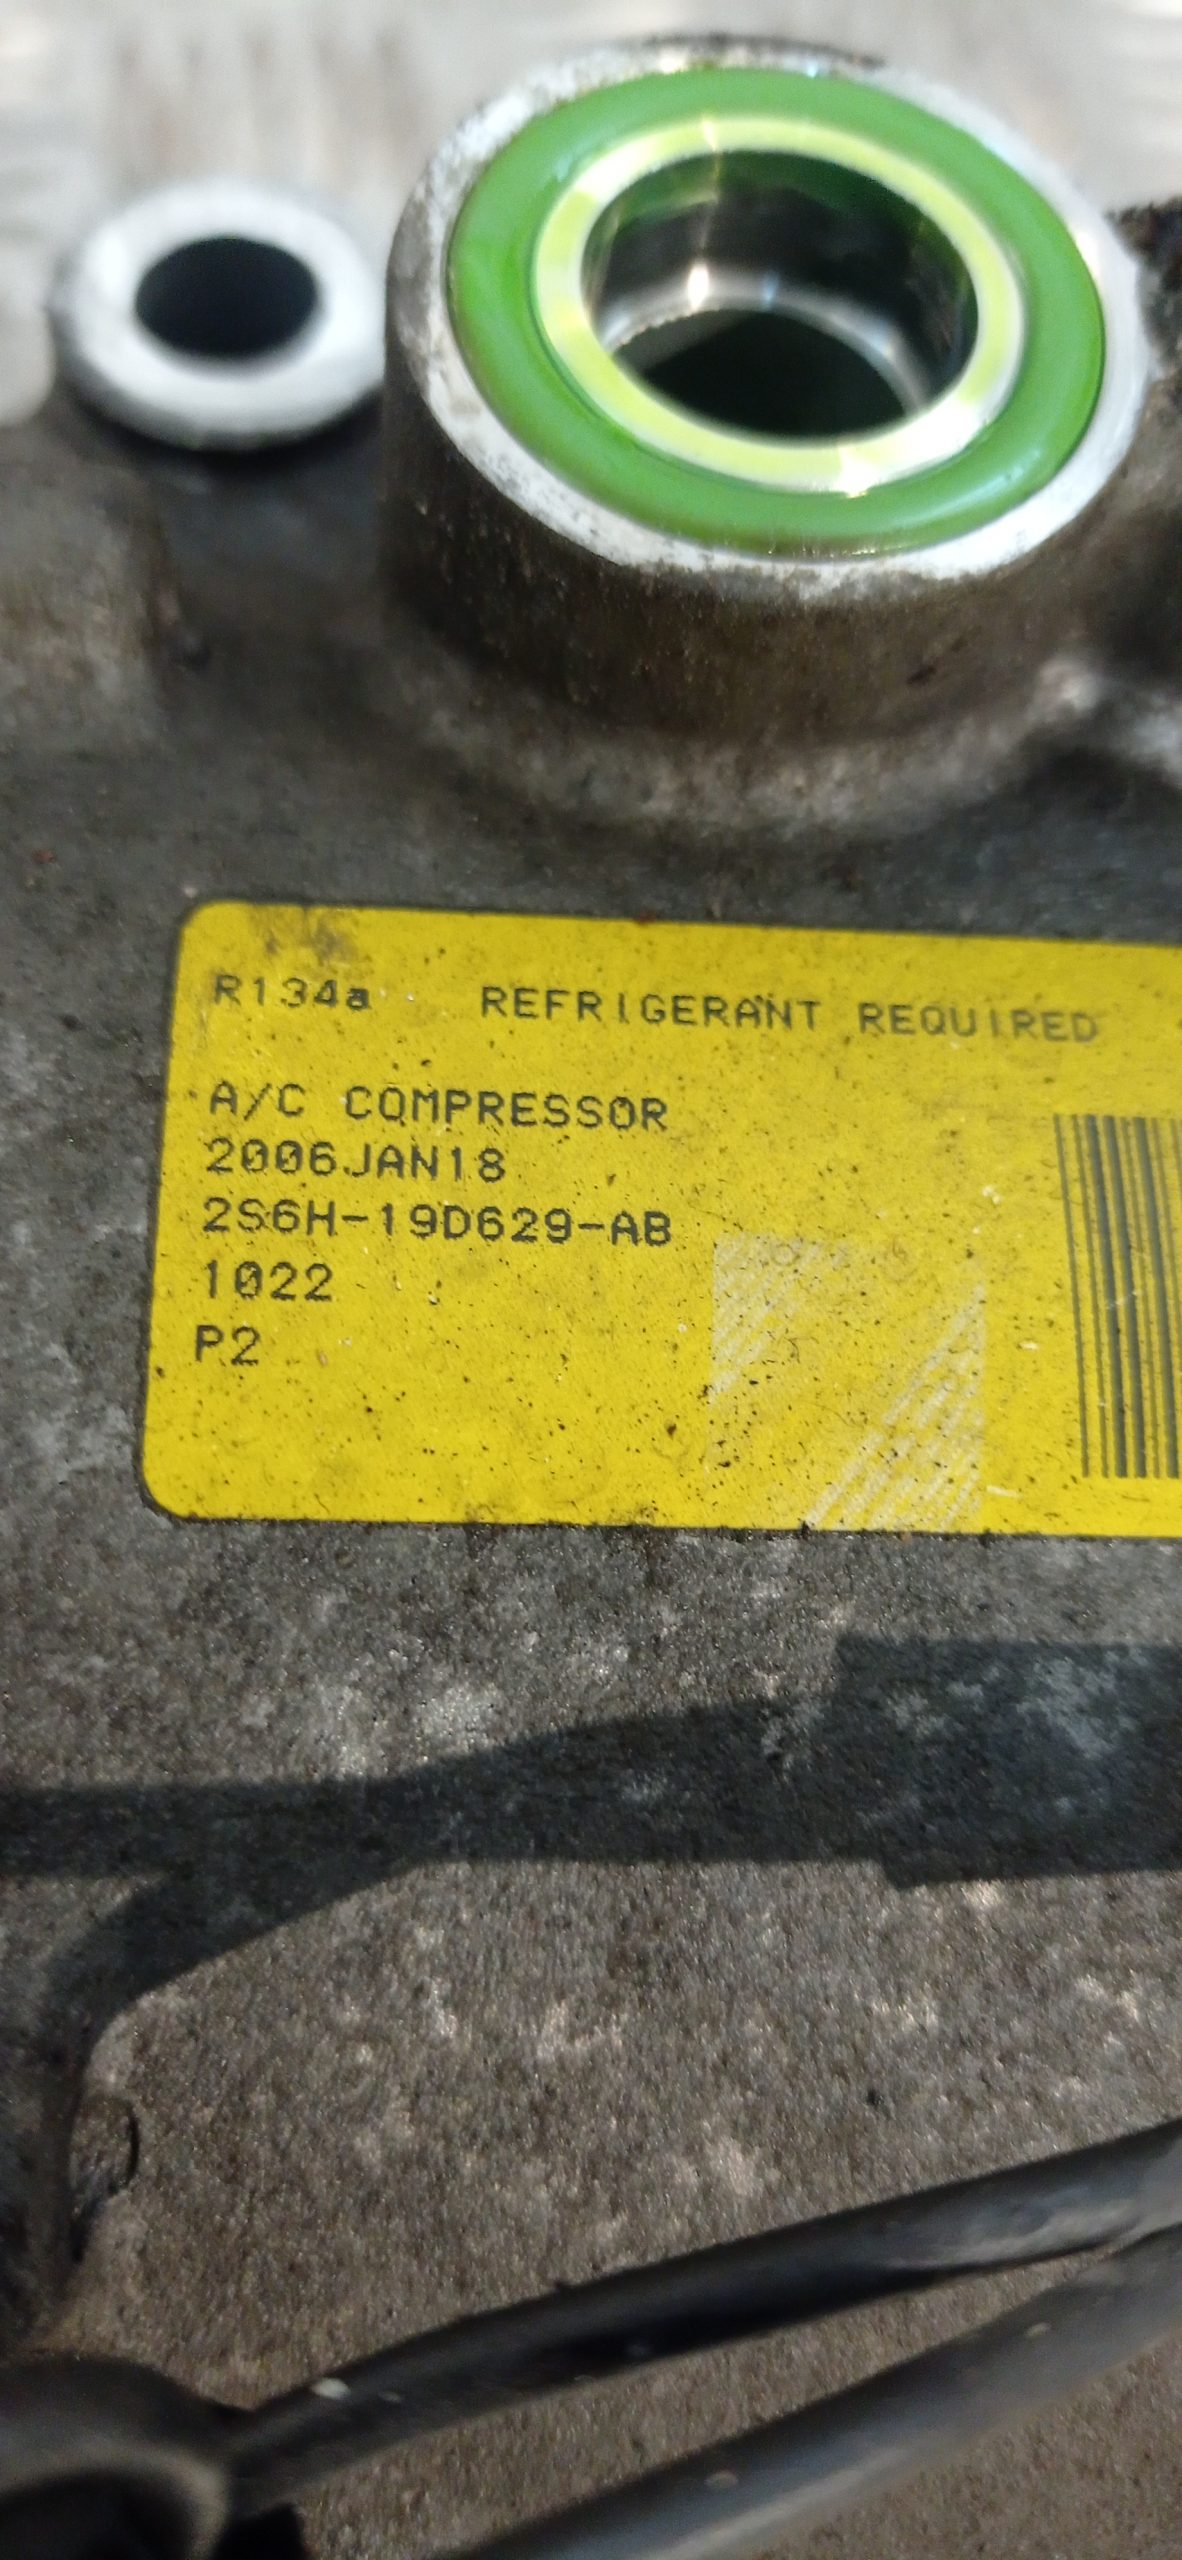 R134a REFRIGERANT REQUIRED
A/C COMPRESSOR
2006JAN18
2S6H-19D629-AB
1022
P2